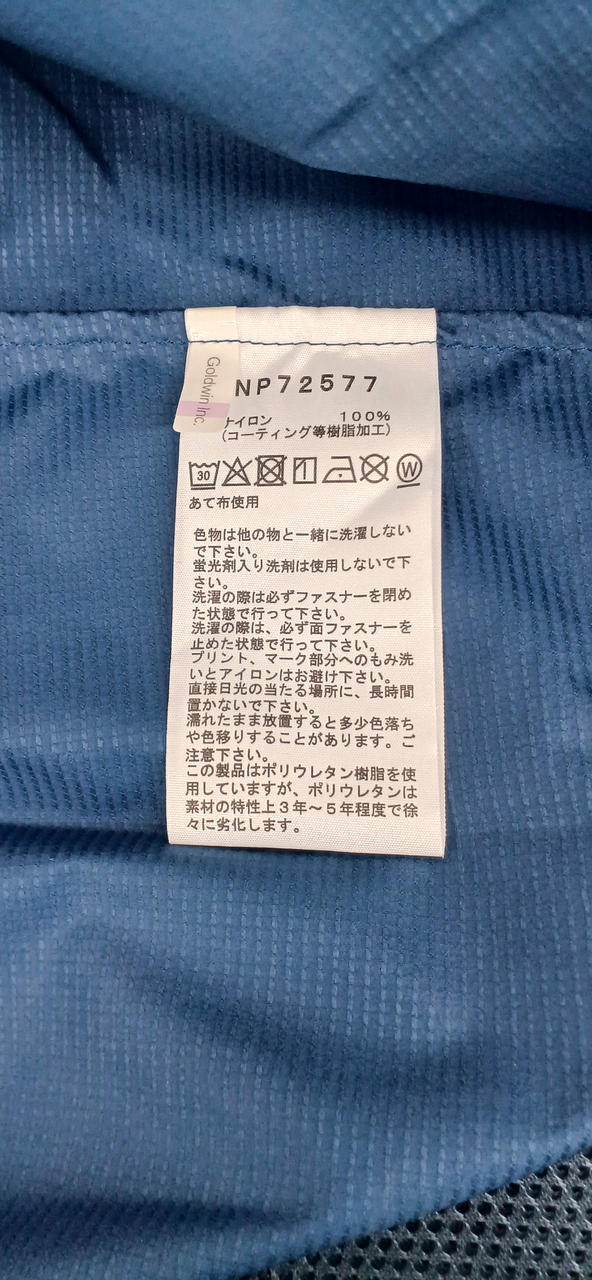 Goldwin Inc.
NP72577
ナイロン 100%
(コーティング等樹脂加工)
30 W
あて布使用
色物は他の物と一緒に洗濯しない
で下さい。
蛍光剤入り洗剤は使用しないで下
さい。
洗濯の際は必ずファスナーを閉め
た状態で行って下さい。
洗濯の際は、必ず面ファスナーを
止めた状態で行って下さい。
プリント、マーク部分へのもみ洗
いとアイロンはお避け下さい。
直接日光の当たる場所に、長時間
置かないで下さい。
濡れたまま放置すると多少色落ち
や色移りすることがあります。ご
注意下さい。
この製品はポリウレタン樹脂を使
用していますが、ポリウレタンは
素材の特性上3年〜5年程度で徐
々に劣化します。